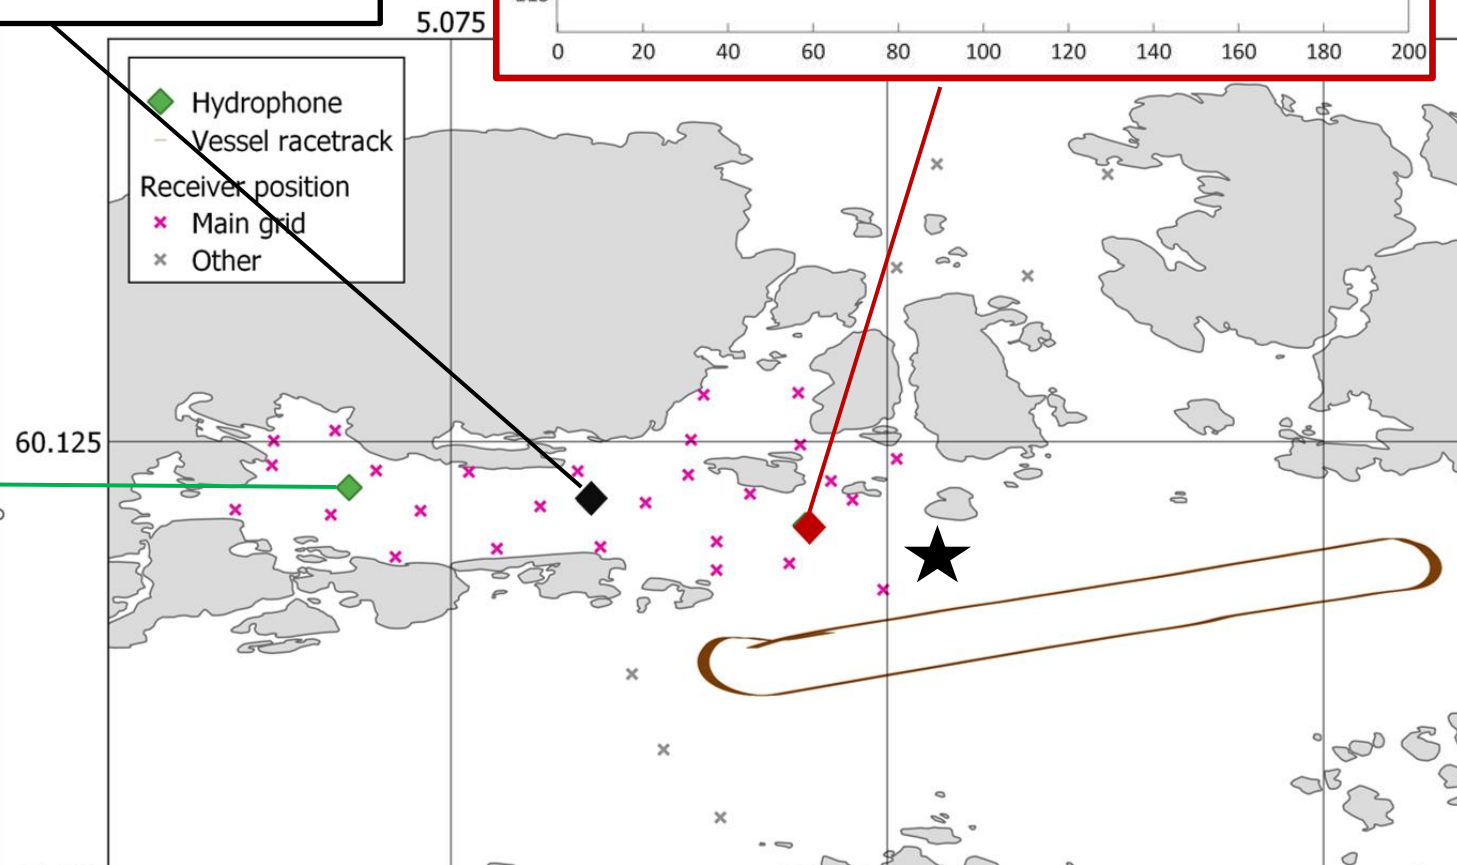 5.075
0 20 40 60 80 100 120 140 160 180 200
Hydrophone
Vessel racetrack
Receiver position
Main grid
Other
60.125